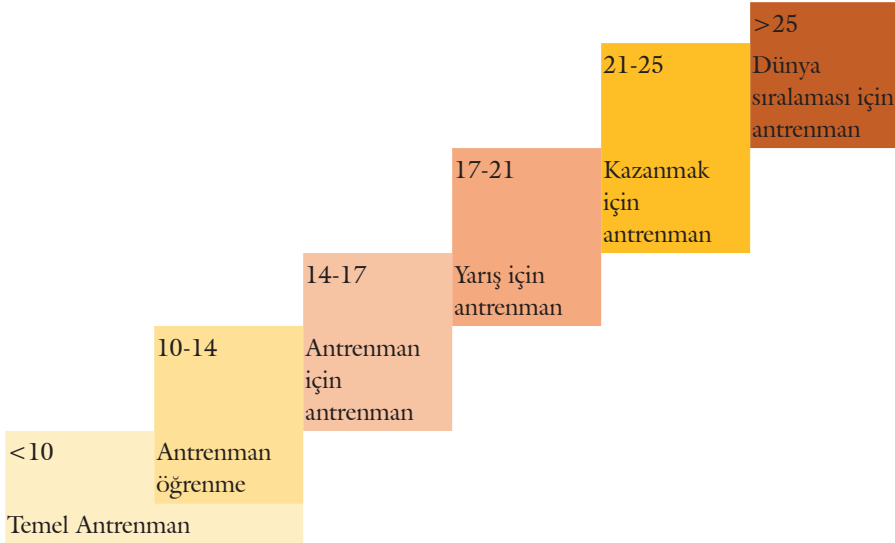 >25
Dünya
sıralaması için
antrenman
21-25
Kazanmak
için
antrenman
17-21
Yarış için
antrenman
14-17
Antrenman
için
antrenman
10-14
Antrenman
öğrenme
<10
Temel Antrenman